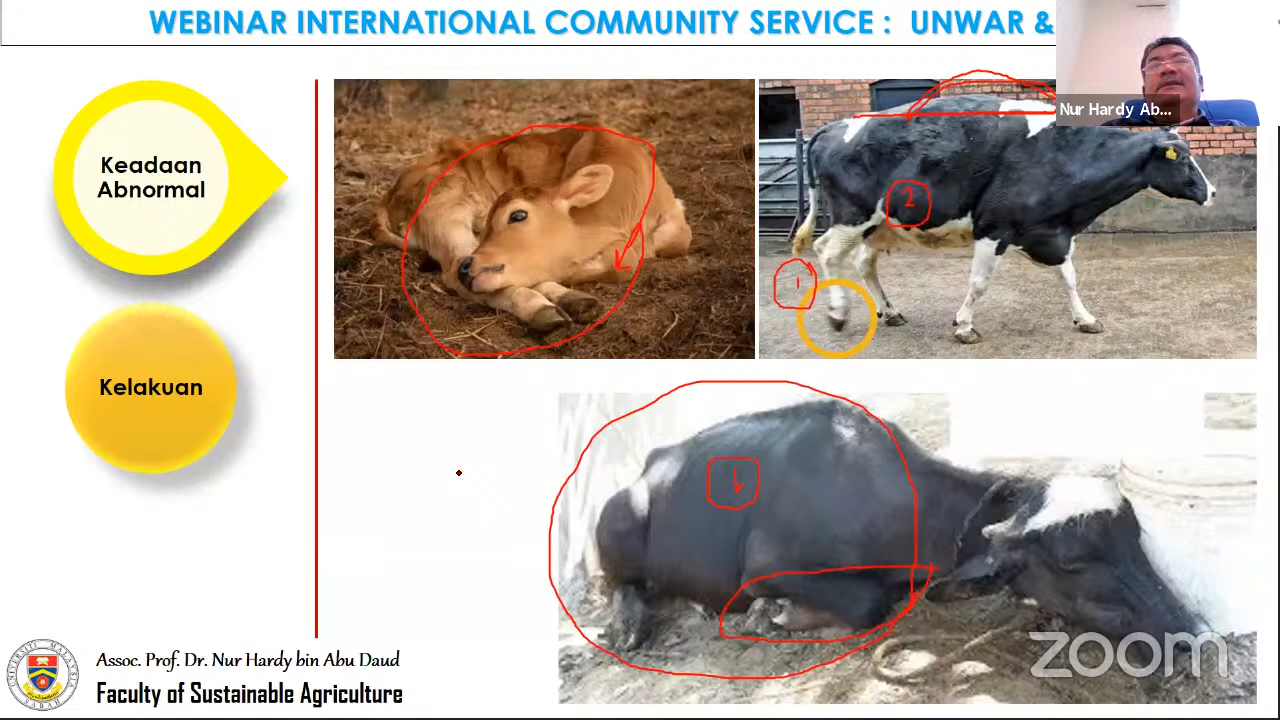 WEBINAR INTERNATIONAL COMMUNITY SERVICE : UNWAR &
Nur Hardy Ab...
Keadaan
Abnormal
2
1
Kelakuan
zoom
Assoc. Prof. Dr. Nur Hardy bin Abu Daud
Faculty of Sustainable Agriculture